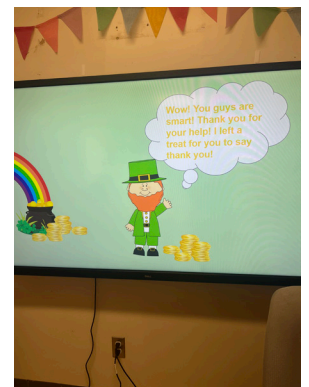 Wow! You guys are
smart! Thank you for
your help! I left a
treat for you to say
thank you!